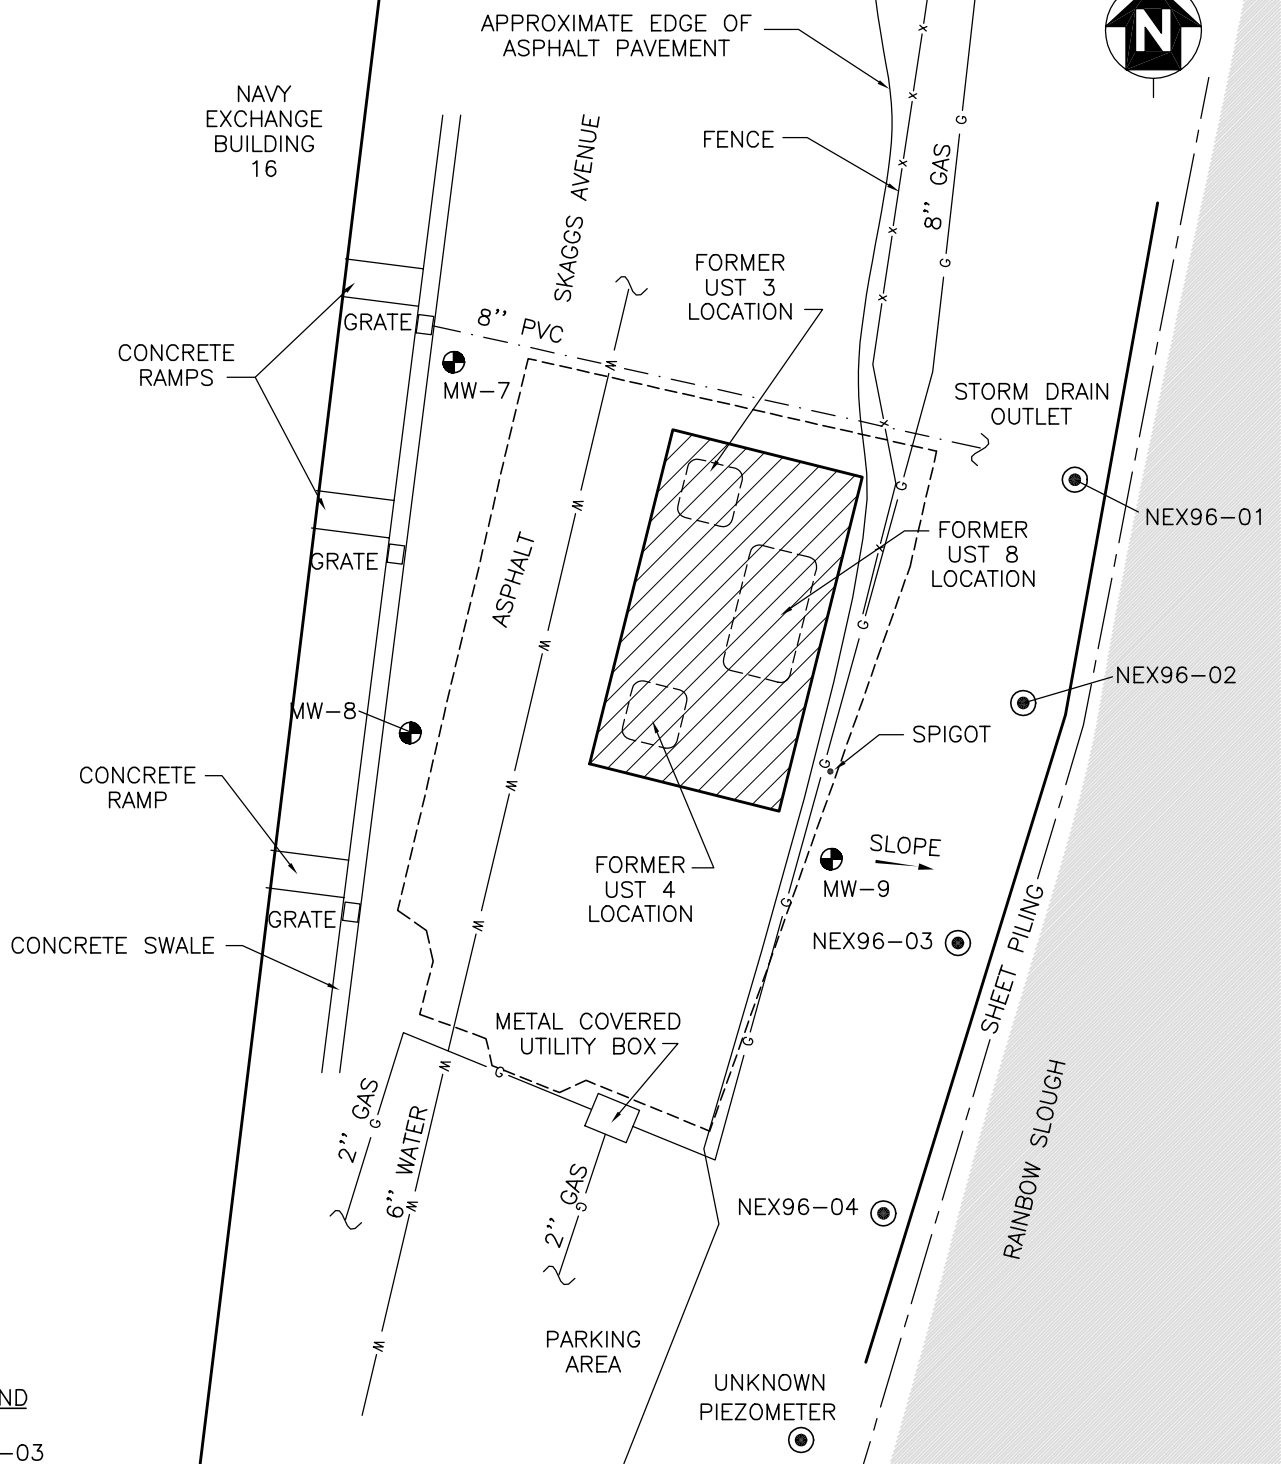 APPROXIMATE EDGE OF
ASPHALT PAVEMENT
N
NAVY
EXCHANGE
BUILDING
16
SKAGGS AVENUE
FENCE
8" GAS
FORMER
UST 3
LOCATION
GRATE
8" PVC
CONCRETE
RAMPS
MW-7
STORM DRAIN
OUTLET
NEX96-01
GRATE
ASPHALT
FORMER
UST 8
LOCATION
NEX96-02
MW-8
SPIGOT
CONCRETE
RAMP
SLOPE
FORMER
UST 4
LOCATION
MW-9
GRATE
NEX96-03
CONCRETE SWALE
SHEET PILING
METAL COVERED
UTILITY BOX
2" GAS
6" WATER
RAINBOW SLOUGH
2" GAS
NEX96-04
PARKING
AREA
UNKNOWN
PIEZOMETER
ND
-03
X
X
X
X
X
X
X
G
G
G
G
G
G
G
G
G
G
W
W
W
W
W
W
W
W